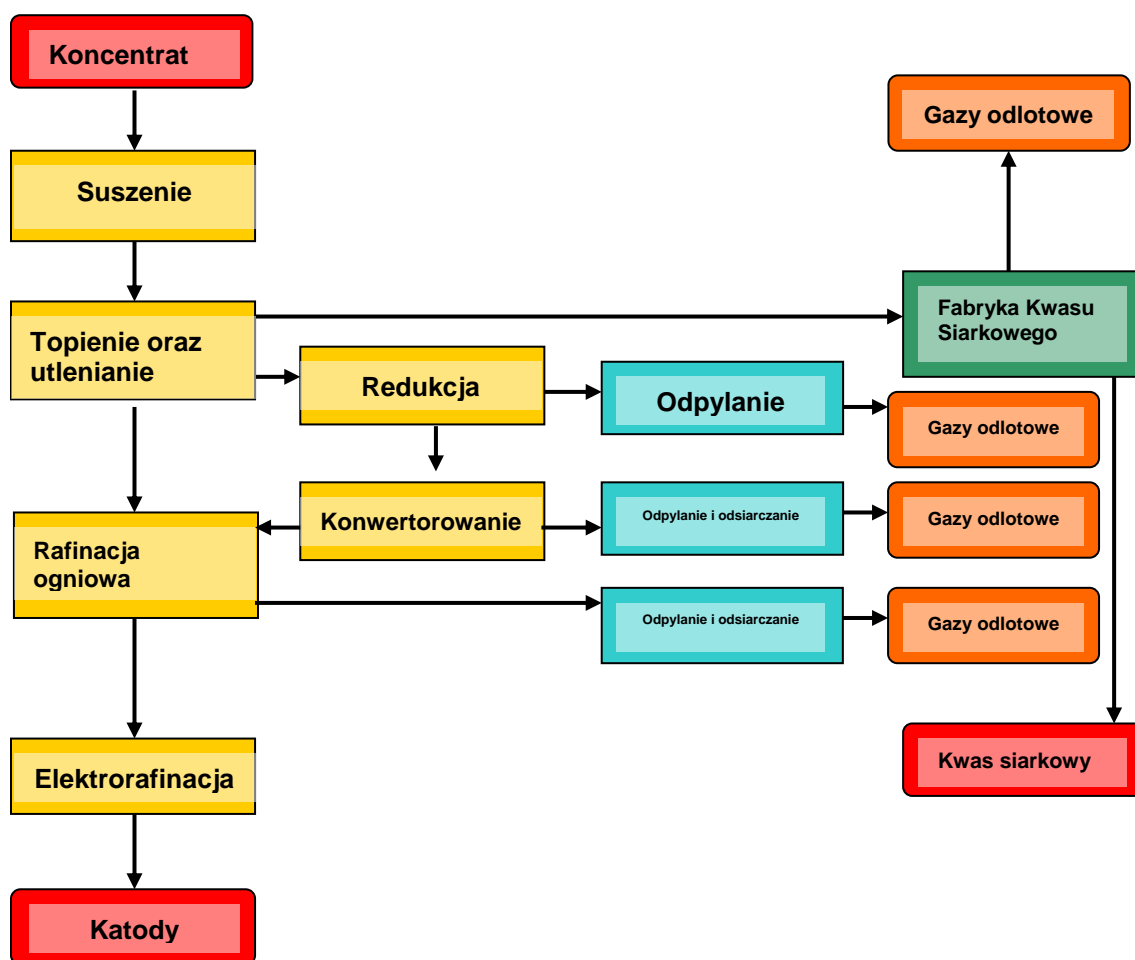 Koncentrat
Gazy odlotowe
Suszenie
Fabryka Kwasu
Siarkowego
Topienie oraz
utlenianie
Redukcja
Odpylanie
Gazy odlotowe
Konwertorowanie
Odpylanie i odsiarczanie
Gazy odlotowe
Rafinacja
ogniowa
Odpylanie i odsiarczanie
Gazy odlotowe
Elektrorafinacja
Kwas siarkowy
Katody